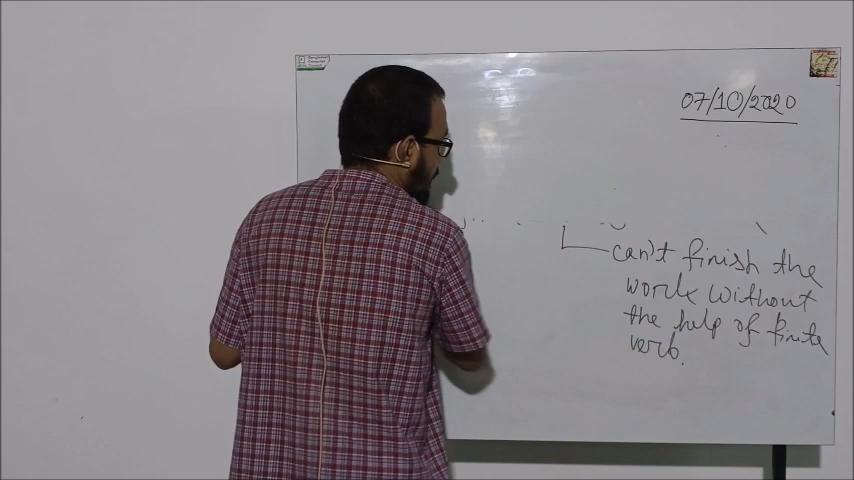 07/10/2020
can't finish the
work without
the help of finite
verb.